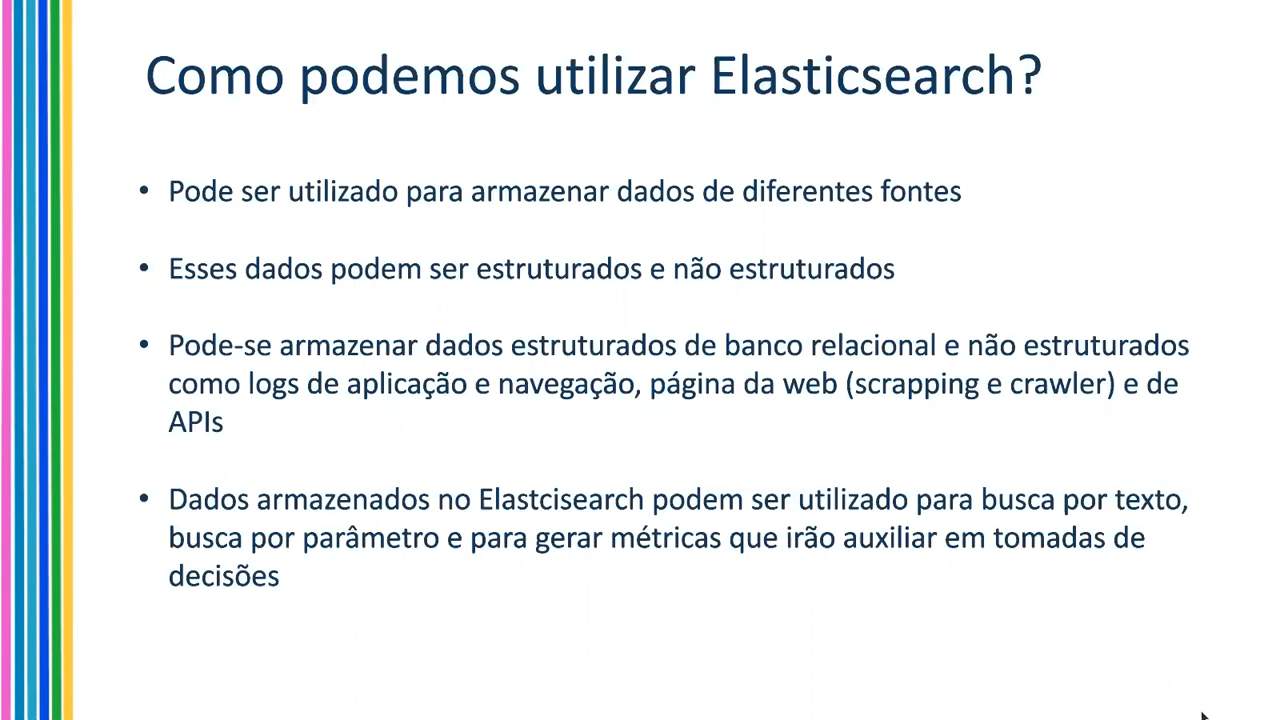 Como podemos utilizar Elasticsearch?
• Pode ser utilizado para armazenar dados de diferentes fontes
• Esses dados podem ser estruturados e não estruturados
• Pode-se armazenar dados estruturados de banco relacional e não estruturados
como logs de aplicação e navegação, página da web (scrapping e crawler) e de
APIs
• Dados armazenados no Elastcisearch podem ser utilizado para busca por texto,
busca por parâmetro e para gerar métricas que irão auxiliar em tomadas de
decisões